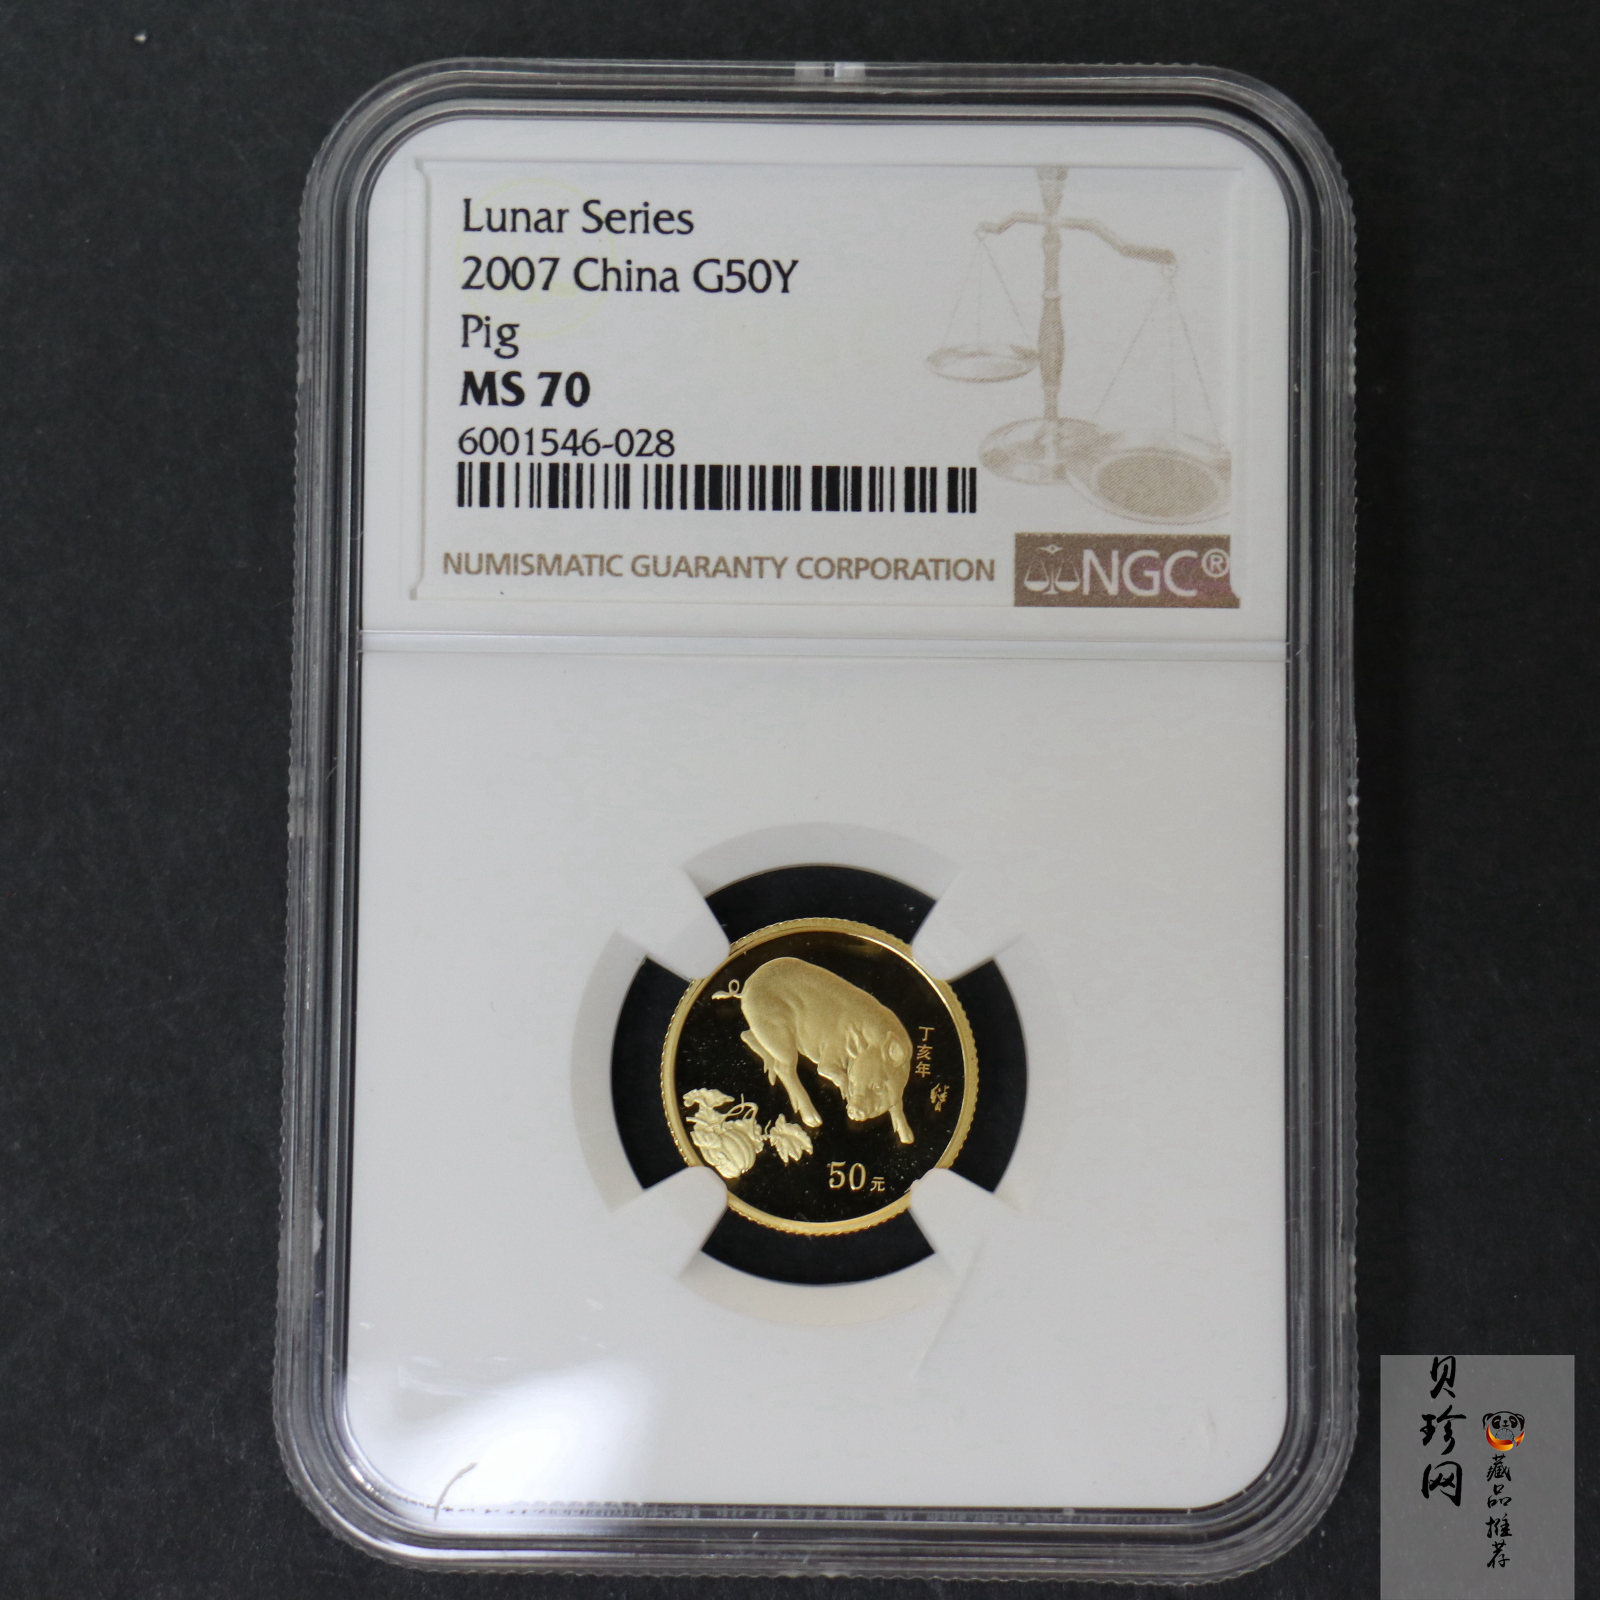 Lunar Series
2007 China G50Y
Pig
MS 70
6001546-028
NUMISMATIC GUARANTY CORPORATION
NGC®
丁亥年
50元
贝珍网
藏品推荐